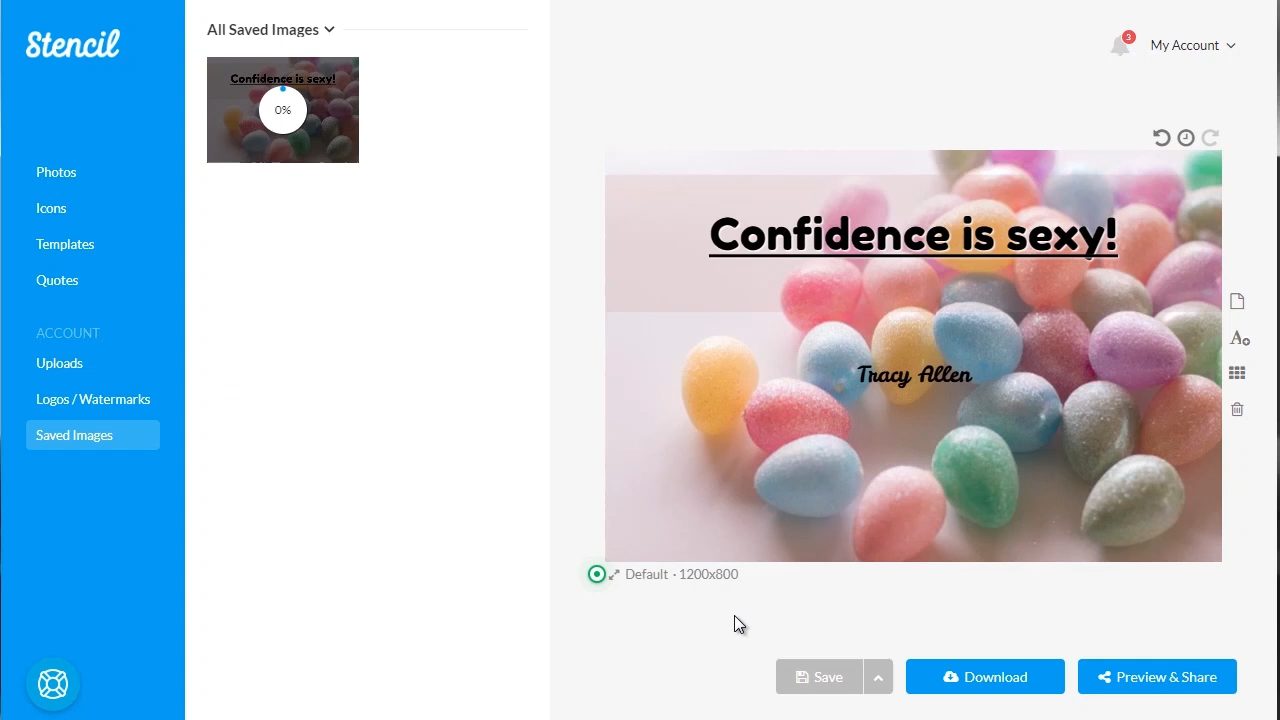 Stencil
Photos
Icons
Templates
Quotes
ACCOUNT
Uploads
Logos / Watermarks
Saved Images
All Saved Images
Confidence is sexy!
0%
3
My Account
Confidence is sexy!
Tracy Allen
Default · 1200x800
Save
Download
Preview & Share